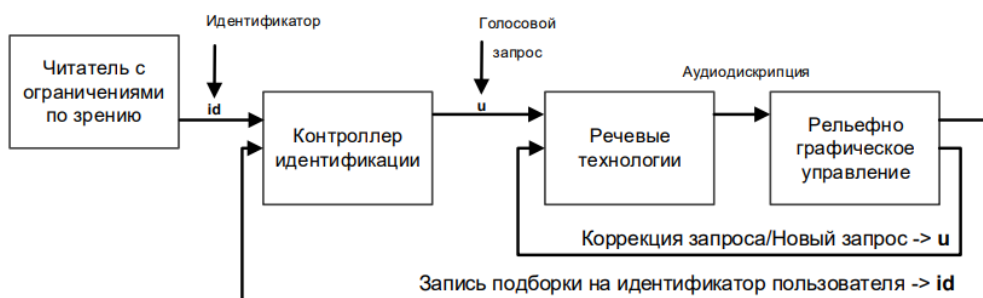 Идентификатор
Голосовой
запрос
Читатель с
ограничениями
по зрению
id
u
Аудиодискрипция
Контроллер
идентификации
Речевые
технологии
Рельефно
графическое
управление
Коррекция запроса/Новый запрос -> u
Запись подборки на идентификатор пользователя -> id